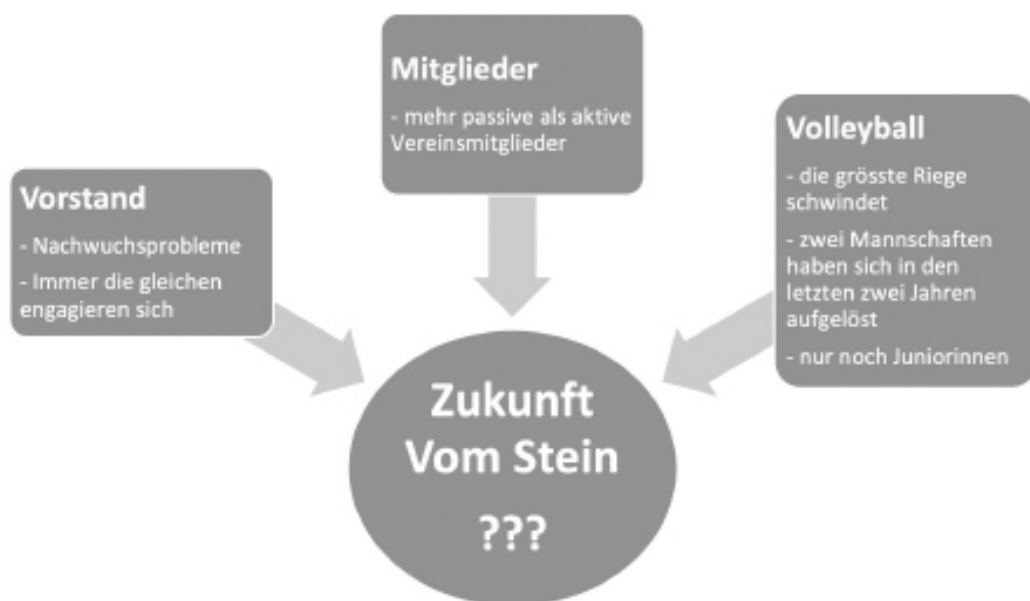 Mitglieder
- mehr passive als aktive
Vereinsmitglieder
Volleyball
- die grösste Riege
schwindet
- zwei Mannschaften
haben sich in den
letzten zwei Jahren
aufgelöst
- nur noch Juniorinnen
Vorstand
- Nachwuchsprobleme
- Immer die gleichen
engagieren sich
Zukunft
Vom Stein
???